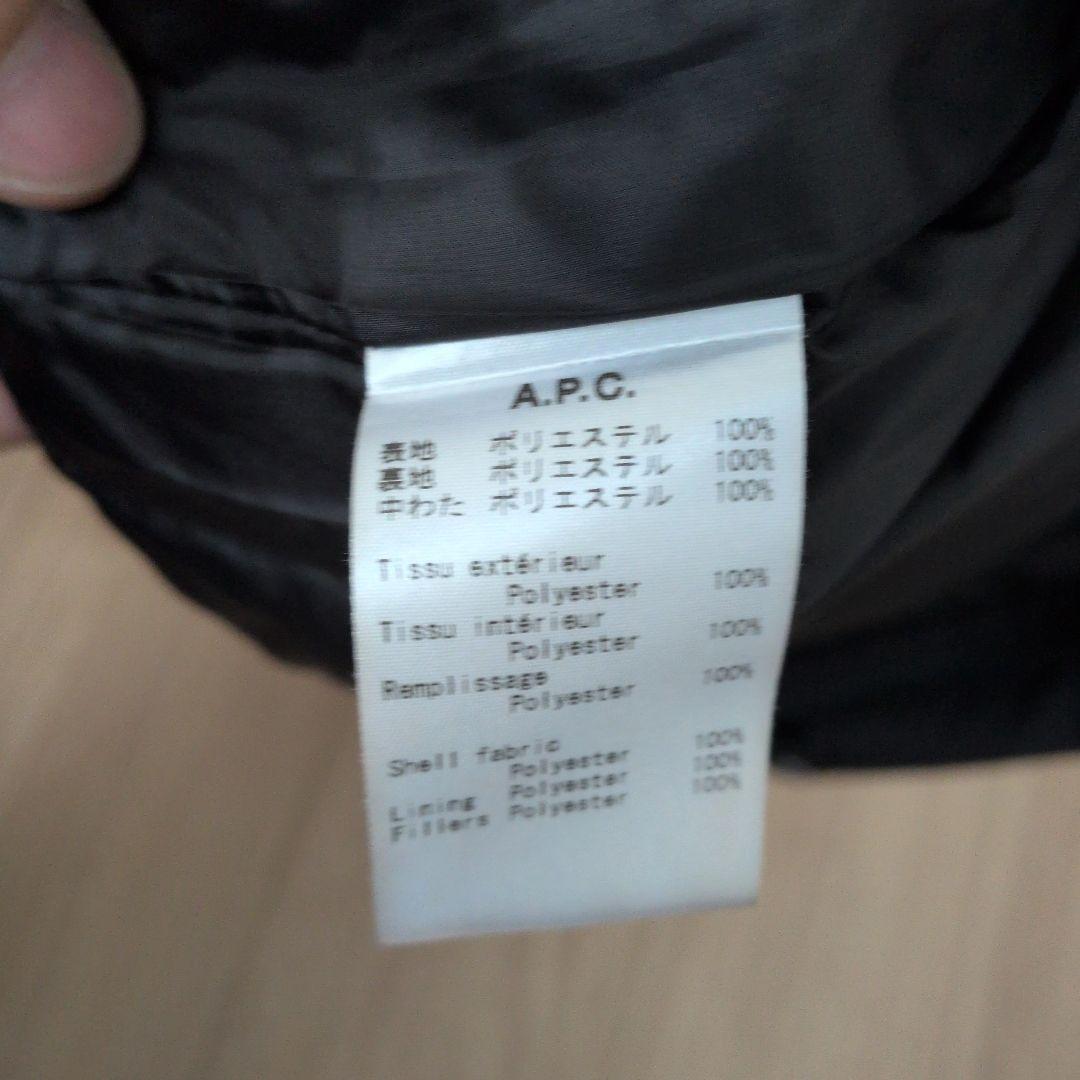 A.P.C.
表地 ポリエステル 100%
裏地 ポリエステル 100%
中わた ポリエステル 100%
Tissu extérieur
Polyester 100%
Tissu intérieur
Polyester 100%
Remplissage
Polyester 100%
Shell fabric
Polyester 100%
Lining Polyester 100%
Fillers Polyester 100%